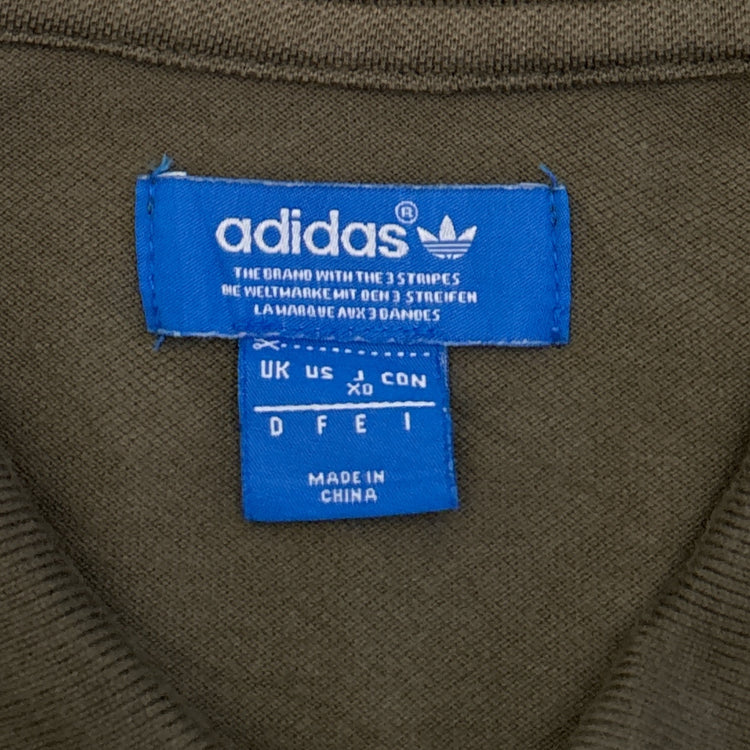 adidas®
THE BRAND WITH THE 3 STRIPES
DIE WELTMARKE MIT DEN 3 STREIFEN
LA MARQUE AUX 3 BANDES
UK US J CDN
XO
D F E I
MADE IN
CHINA